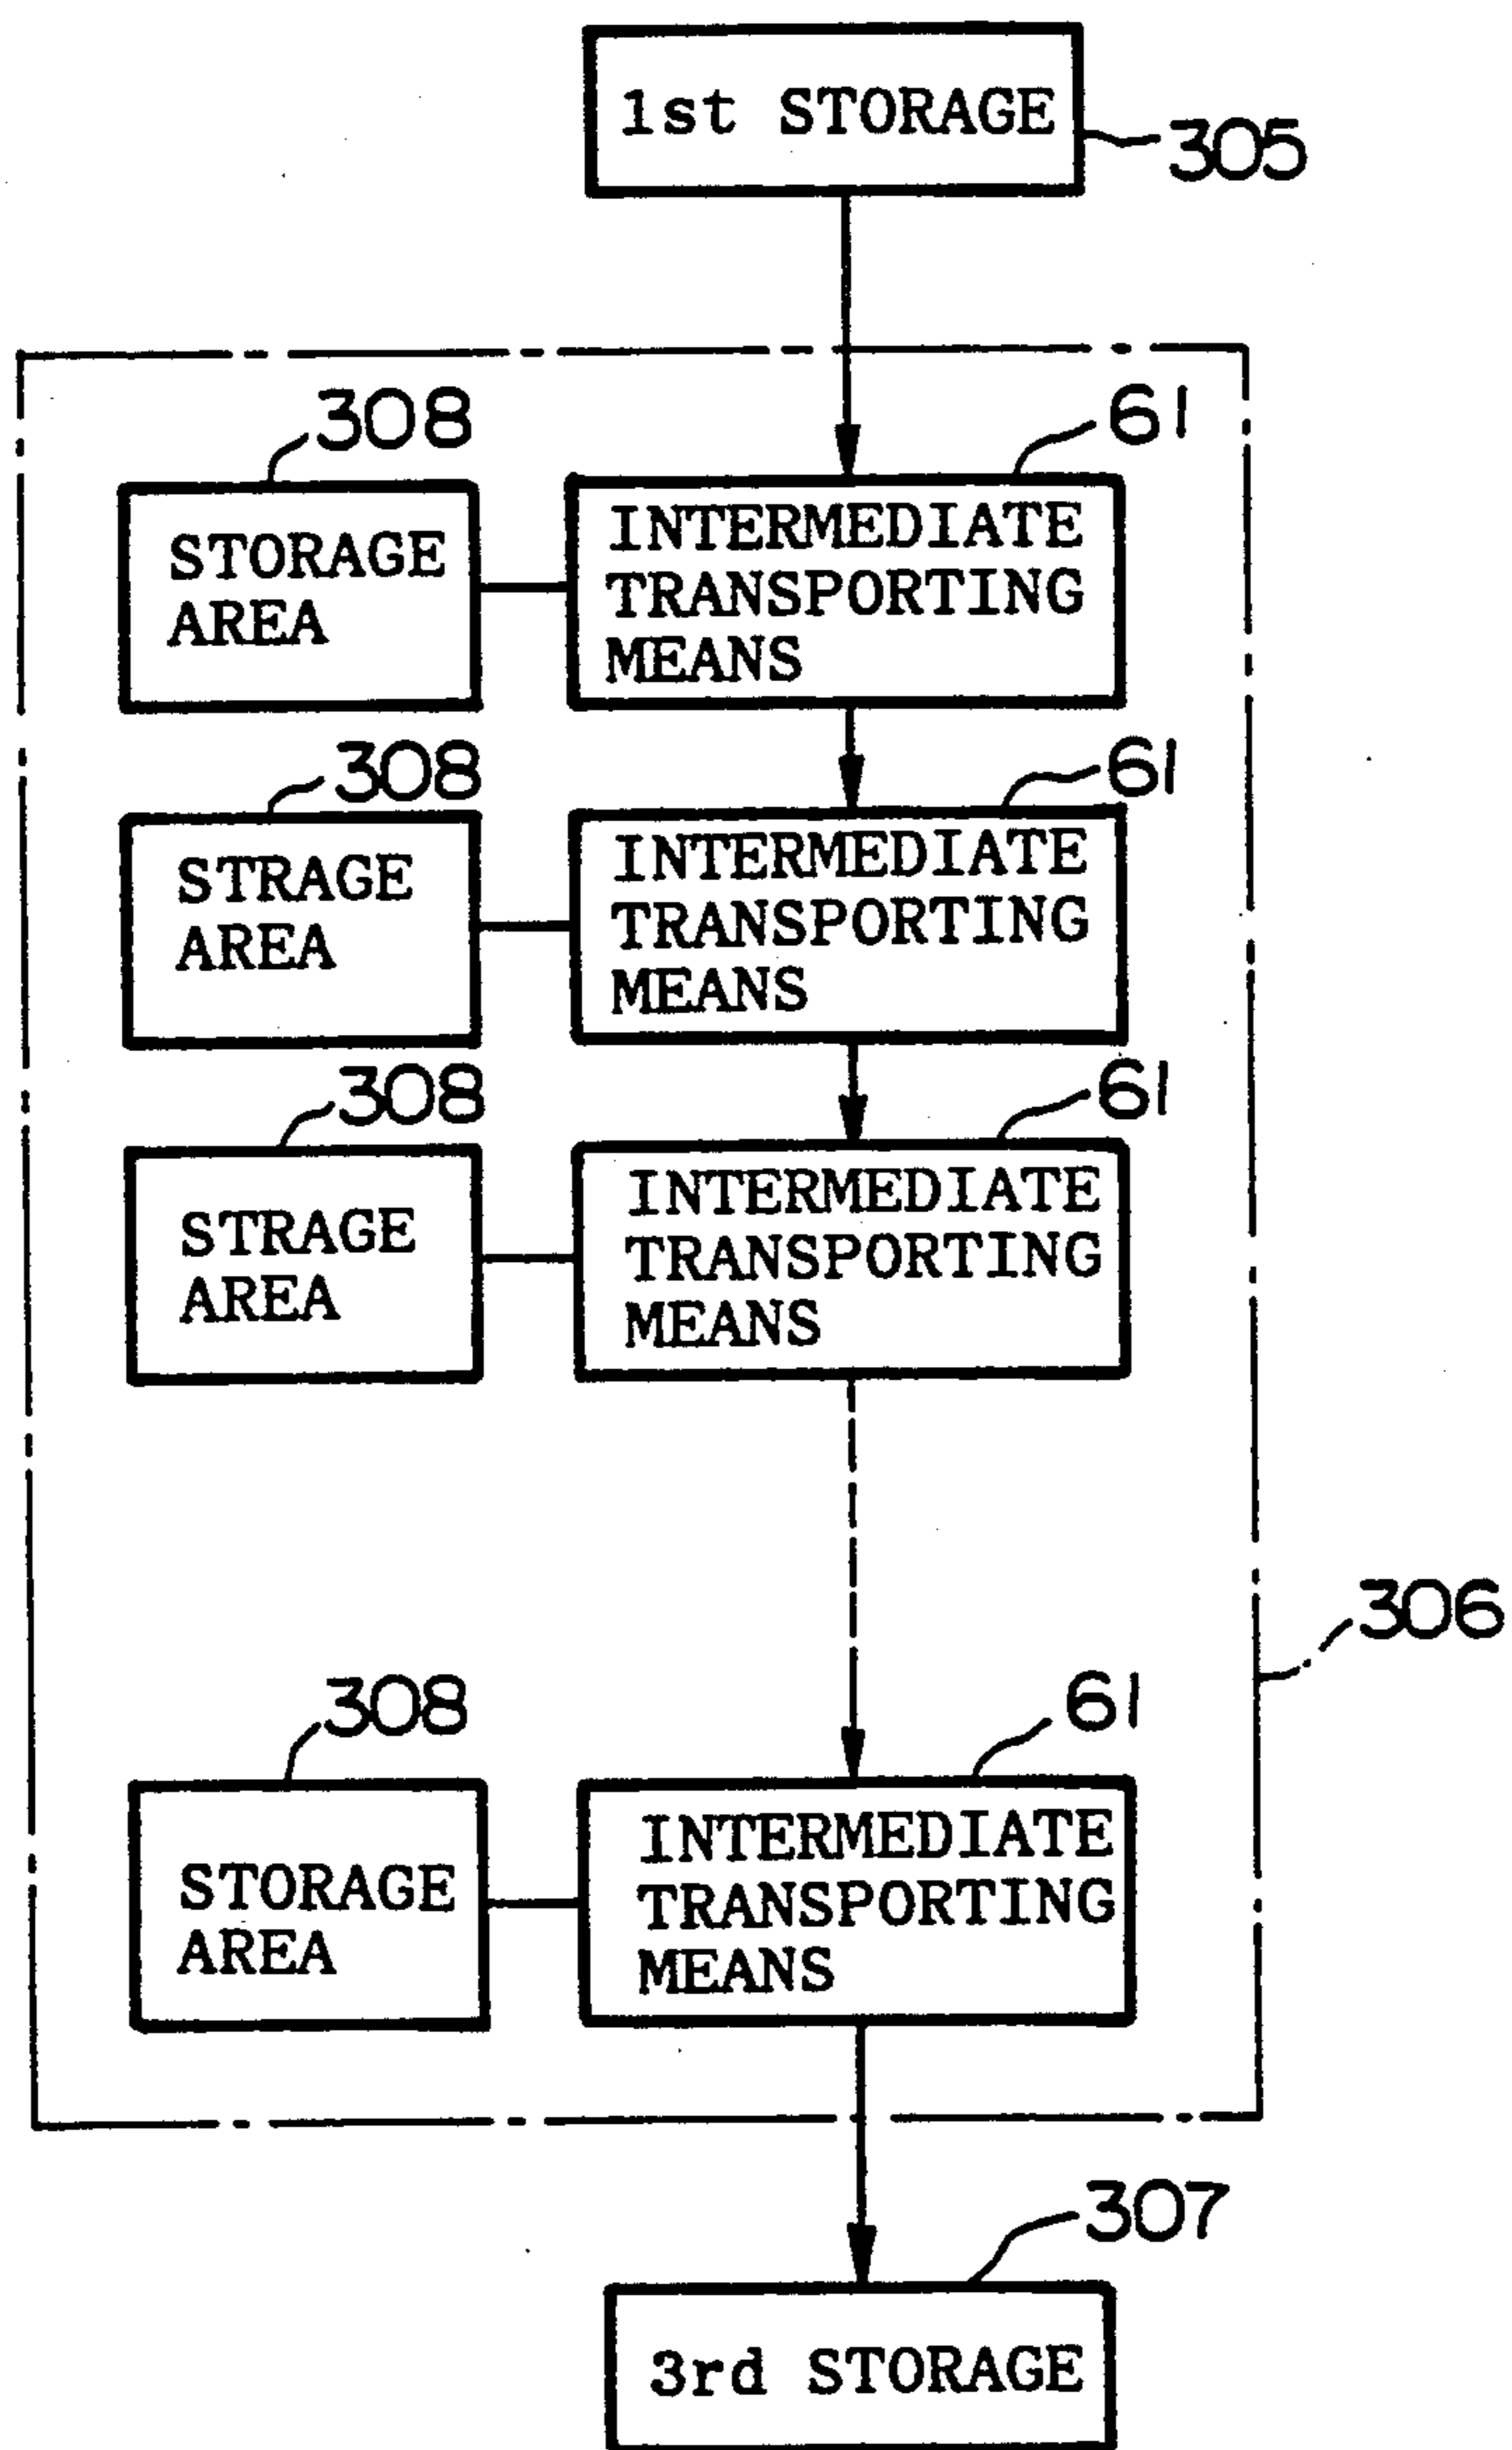 1st STORAGE
305
308
61
STORAGE
AREA
INTERMEDIATE
TRANSPORTING
MEANS
308
61
STRAGE
AREA
INTERMEDIATE
TRANSPORTING
MEANS
308
61
STRAGE
AREA
INTERMEDIATE
TRANSPORTING
MEANS
306
308
61
STORAGE
AREA
INTERMEDIATE
TRANSPORTING
MEANS
307
3rd STORAGE